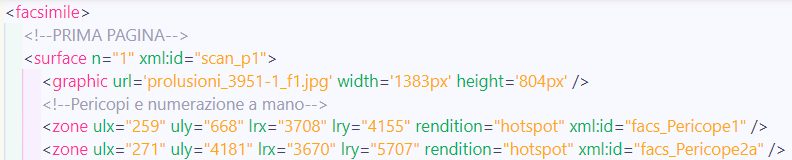 <facsimile>
<!--PRIMA PAGINA-->
<surface n="1" xml:id="scan_p1">
<graphic url='prolusioni_3951-1_f1.jpg' width='1383px' height='804px' />
<!--Pericopi e numerazione a mano-->
<zone ulx="259" uly="668" lrx="3708" lry="4155" rendition="hotspot" xml:id="facs_Pericope1" />
<zone ulx="271" uly="4181" lrx="3670" lry="5707" rendition="hotspot" xml:id="facs_Pericope2a" />